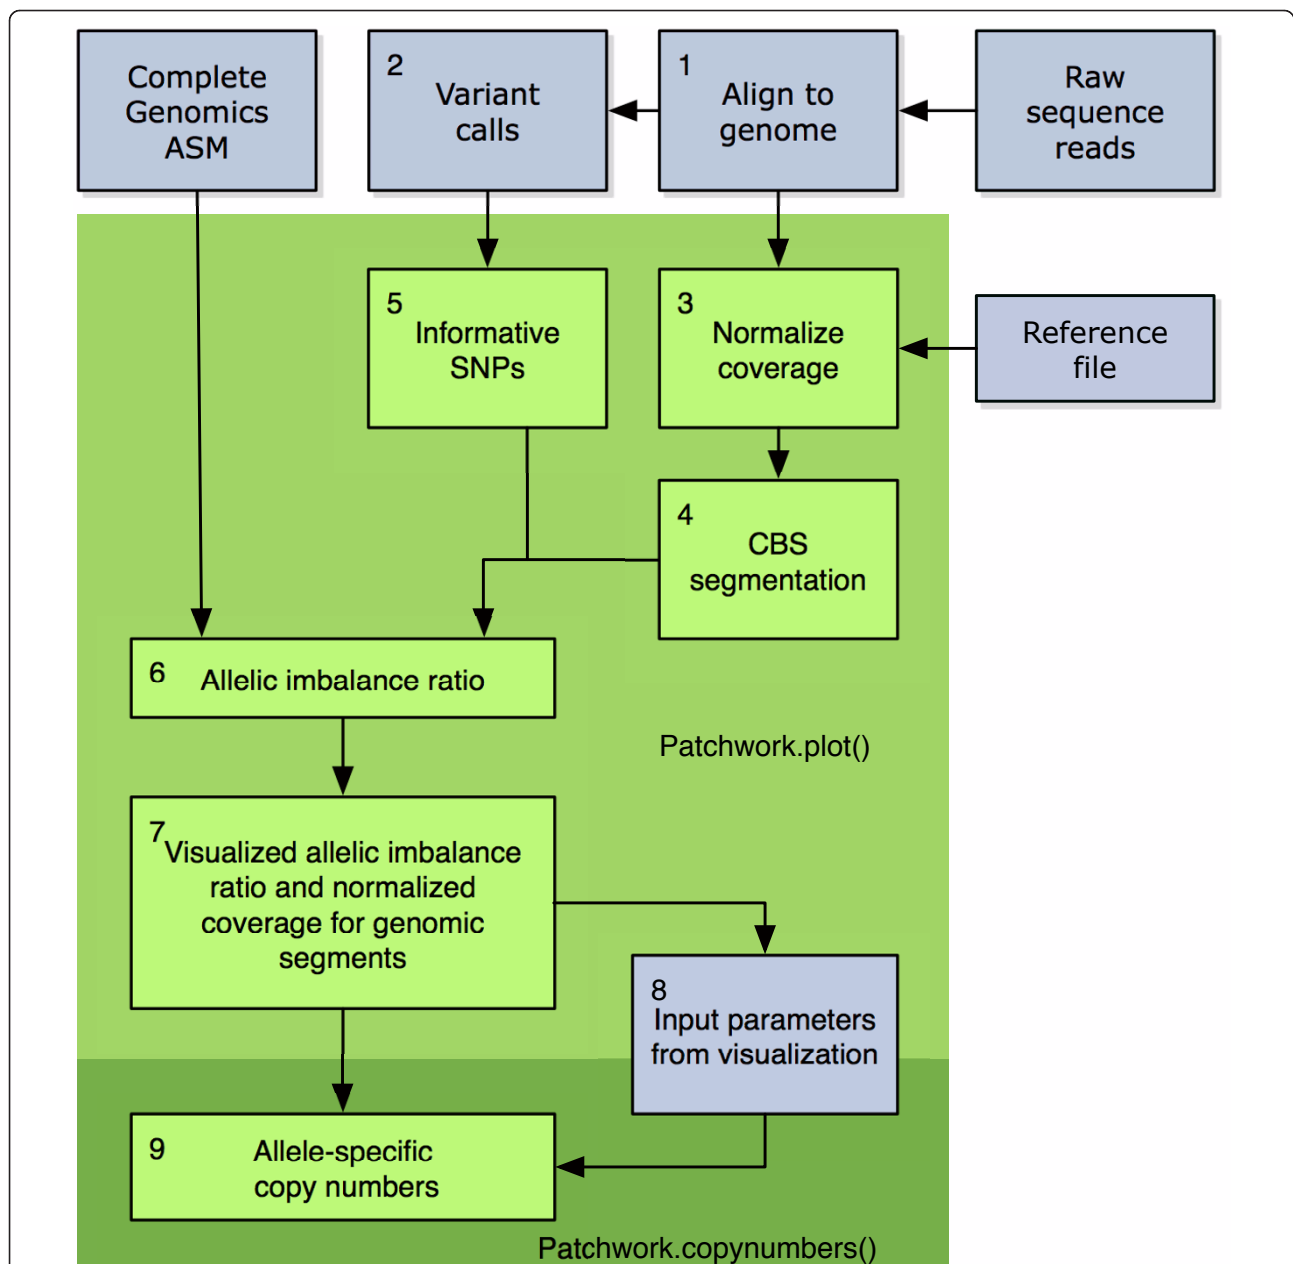 Complete
Genomics
ASM
2
Variant
calls
1
Align to
genome
Raw
sequence
reads
5
Informative
SNPs
3
Normalize
coverage
Reference
file
4
CBS
segmentation
6
Allelic imbalance ratio
Patchwork.plot()
7
Visualized allelic imbalance
ratio and normalized
coverage for genomic
segments
8
Input parameters
from visualization
9
Allele-specific
copy numbers
Patchwork.copynumbers()